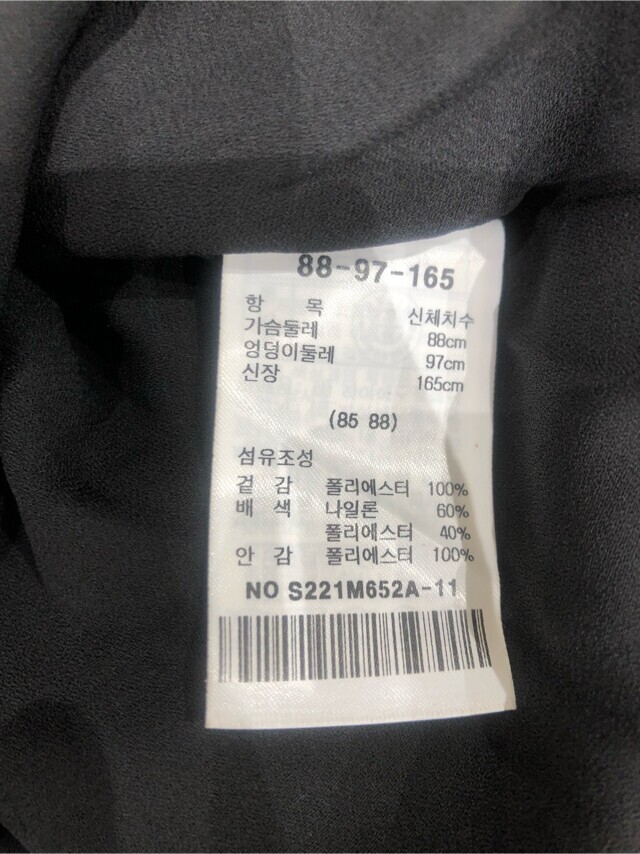 88-97-165
항 목 신체치수
가슴둘레 88cm
엉덩이둘레 97cm
신장 165cm
(85 88)
섬유조성
겉 감 폴리에스터 100%
배 색 나일론 60%
폴리에스터 40%
안 감 폴리에스터 100%
NO S221M652A-11